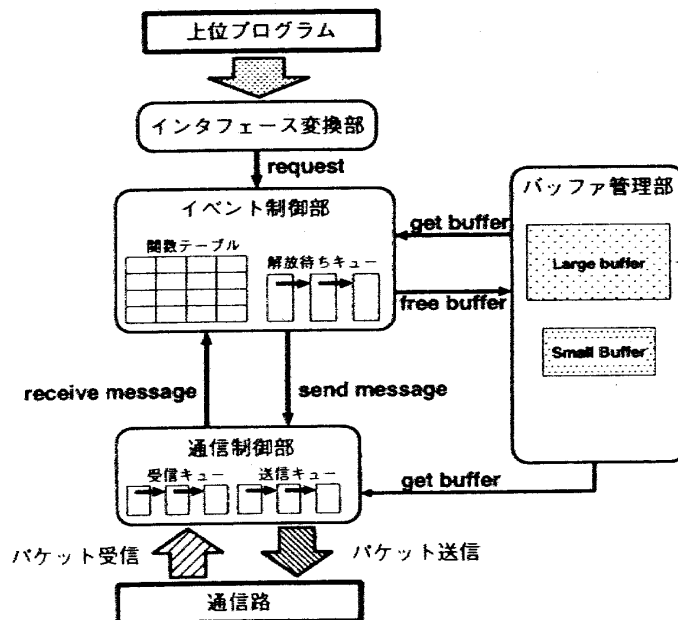 上位プログラム
インタフェース変換部
request
イベント制御部
関数テーブル
解放待ちキュー
get buffer
free buffer
バッファ管理部
Large buffer
Small Buffer
receive message
send message
通信制御部
受信キュー
送信キュー
get buffer
パケット受信
パケット送信
通信路